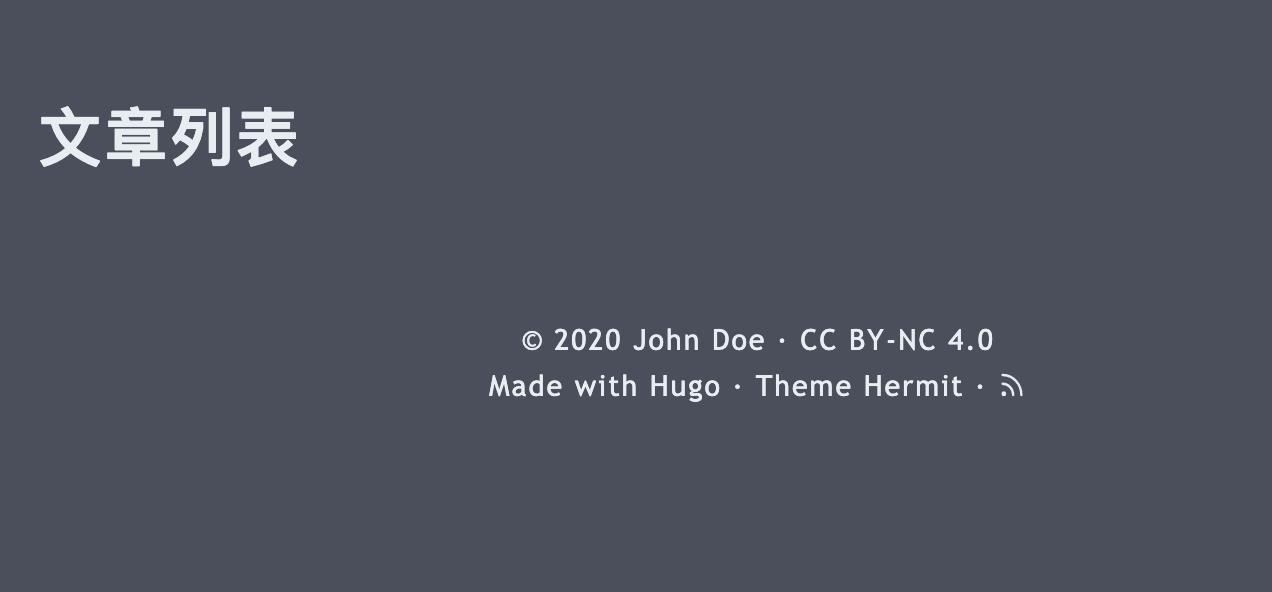 文章列表
© 2020 John Doe · CC BY-NC 4.0
Made with Hugo · Theme Hermit ·